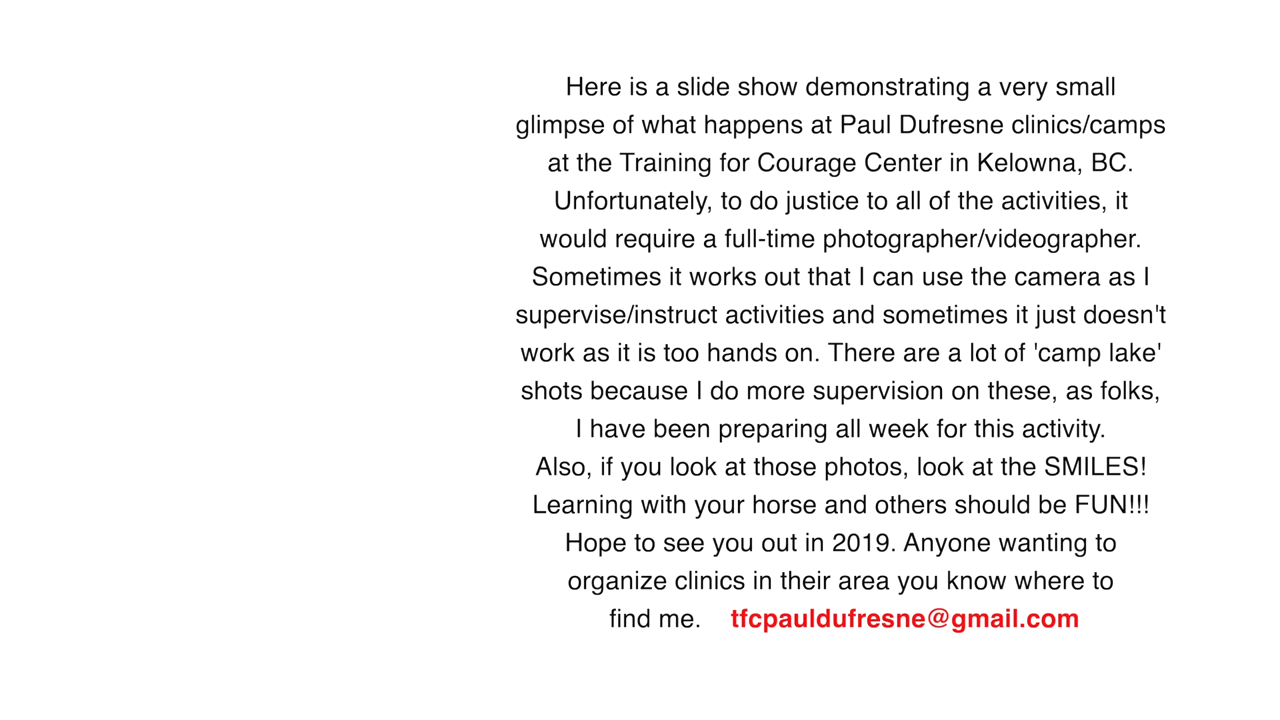 Here is a slide show demonstrating a very small
glimpse of what happens at Paul Dufresne clinics/camps
at the Training for Courage Center in Kelowna, BC.
Unfortunately, to do justice to all of the activities, it
would require a full-time photographer/videographer.
Sometimes it works out that I can use the camera as I
supervise/instruct activities and sometimes it just doesn't
work as it is too hands on. There are a lot of 'camp lake'
shots because I do more supervision on these, as folks,
I have been preparing all week for this activity.
Also, if you look at those photos, look at the SMILES!
Learning with your horse and others should be FUN!!!
Hope to see you out in 2019. Anyone wanting to
organize clinics in their area you know where to
find me. tfcpauldufresne@gmail.com